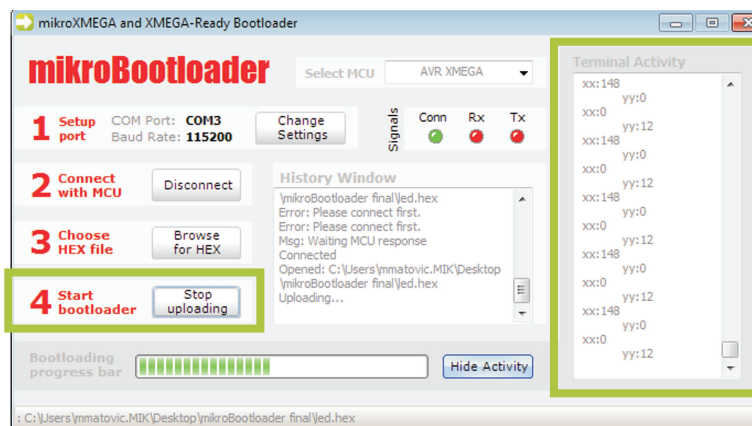 mikroXMEGA and XMEGA-Ready Bootloader
mikroBootloader
Select MCU AVR XMEGA
1 Setup port
COM Port: COM3
Baud Rate: 115200
Change Settings
Signals
Conn Rx Tx
2 Connect with MCU
Disconnect
3 Choose HEX file
Browse for HEX
4 Start bootloader
Stop uploading
History Window
\mikroBootloader final\led.hex
Error: Please connect first.
Error: Please connect first.
Msg: Waiting MCU response
Connected
Opened: C:\Users\mmatovic.MIK\Desktop
\mikroBootloader final\led.hex
Uploading...
Bootloading
progress bar
Hide Activity
Terminal Activity
xx:148
yy:0
xx:0
yy:12
xx:148
yy:0
xx:0
yy:12
xx:148
yy:0
xx:0
yy:12
xx:148
yy:0
xx:0
yy:12
xx:148
yy:0
xx:0
yy:12
: C:\Users\mmatovic.MIK\Desktop\mikroBootloader final\led.hex